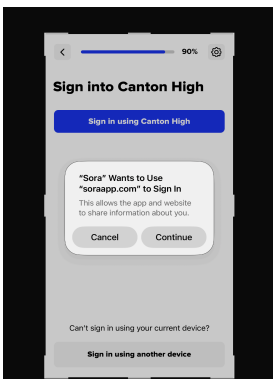 90%
Sign into Canton High
Sign in using Canton High
"Sora" Wants to Use
"soraapp.com" to Sign In
This allows the app and website
to share information about you.
Cancel Continue
Can't sign in using your current device?
Sign in using another device